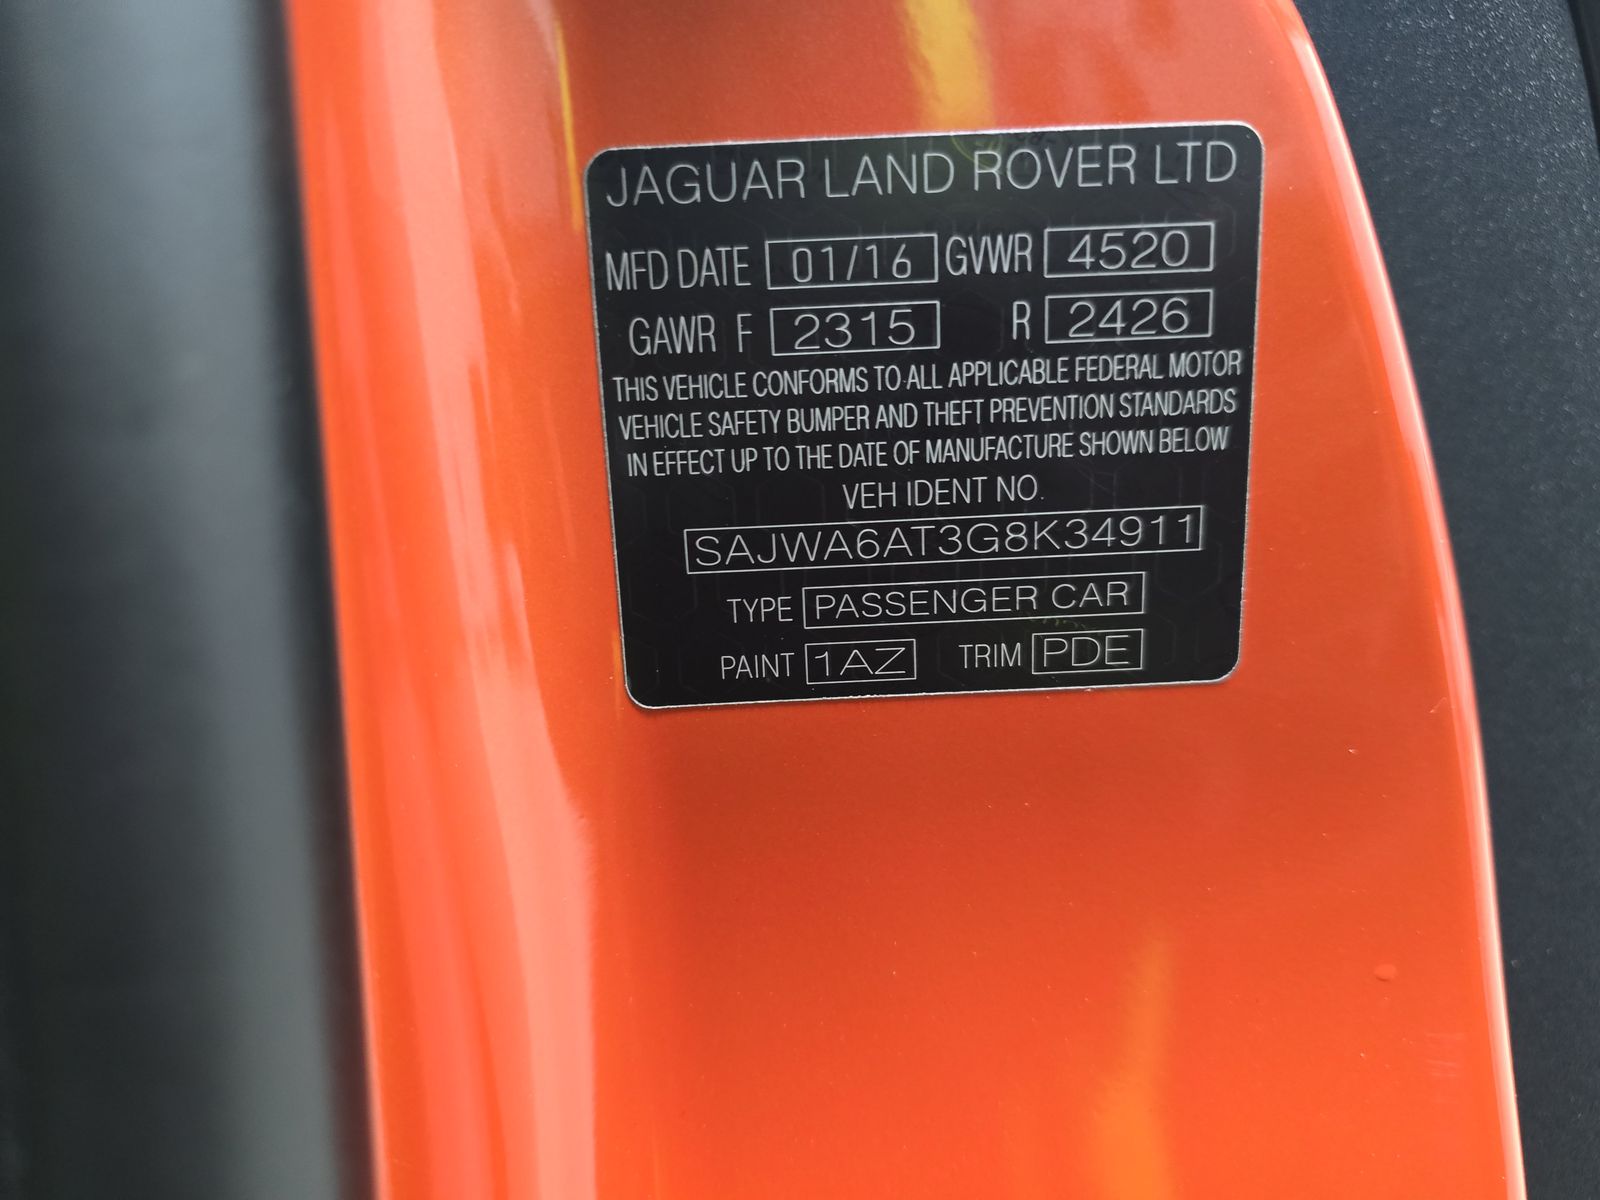 JAGUAR LAND ROVER LTD
MFD DATE 01/16 GVWR 4520
GAWR F 2315 R 2426
THIS VEHICLE CONFORMS TO ALL APPLICABLE FEDERAL MOTOR
VEHICLE SAFETY BUMPER AND THEFT PREVENTION STANDARDS
IN EFFECT UP TO THE DATE OF MANUFACTURE SHOWN BELOW
VEH IDENT NO.
SAJWA6AT3G8K34911
TYPE PASSENGER CAR
PAINT 1AZ TRIM PDE